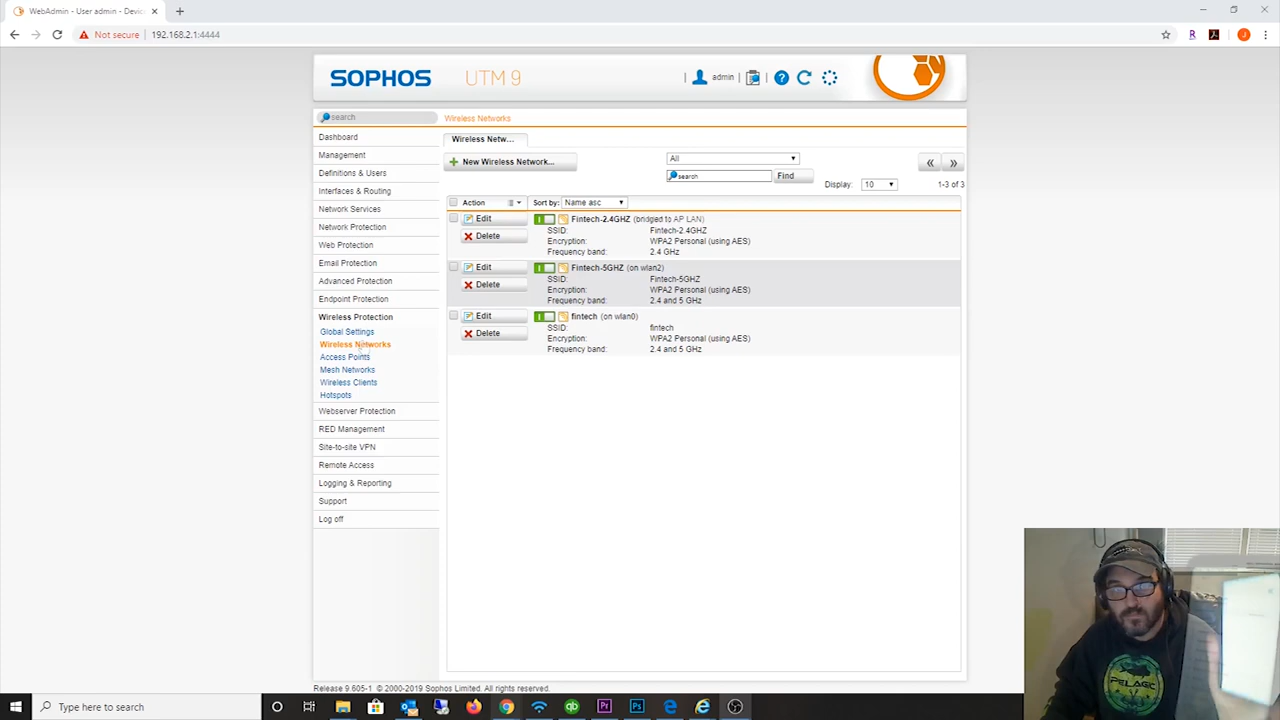 WebAdmin - User admin - Devic
Not secure
192.168.2.1:4444
SOPHOS
UTM 9
admin
search
Dashboard
Management
Definitions & Users
Interfaces & Routing
Network Services
Network Protection
Web Protection
Email Protection
Advanced Protection
Endpoint Protection
Wireless Protection
Global Settings
Wireless Networks
Access Points
Mesh Networks
Wireless Clients
Hotspots
Webserver Protection
RED Management
Site-to-site VPN
Remote Access
Logging & Reporting
Support
Log off
Wireless Networks
Wireless Netw...
+ New Wireless Network...
All
search
Find
Display: 10
1-3 of 3
Action
Sort by: Name asc
Edit
Delete
Fintech-2.4GHZ (bridged to AP LAN)
SSID: Fintech-2.4GHZ
Encryption: WPA2 Personal (using AES)
Frequency band: 2.4 GHz
Edit
Delete
Fintech-5GHZ (on wlan2)
SSID: Fintech-5GHZ
Encryption: WPA2 Personal (using AES)
Frequency band: 2.4 and 5 GHz
Edit
Delete
fintech (on wlan0)
SSID: fintech
Encryption: WPA2 Personal (using AES)
Frequency band: 2.4 and 5 GHz
Release 9.605-1 © 2000-2019 Sophos Limited. All rights reserved.
PELAGIC
Type here to search